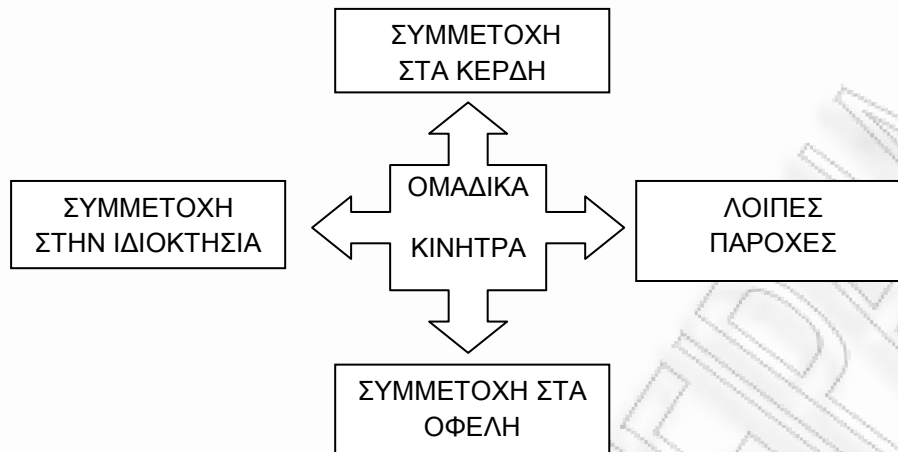 ΣΥΜΜΕΤΟΧΗ
ΣΤΑ ΚΕΡΔΗ
ΣΥΜΜΕΤΟΧΗ
ΣΤΗΝ ΙΔΙΟΚΤΗΣΙΑ
ΟΜΑΔΙΚΑ
ΚΙΝΗΤΡΑ
ΛΟΙΠΕΣ
ΠΑΡΟΧΕΣ
ΣΥΜΜΕΤΟΧΗ ΣΤΑ
ΟΦΕΛΗ